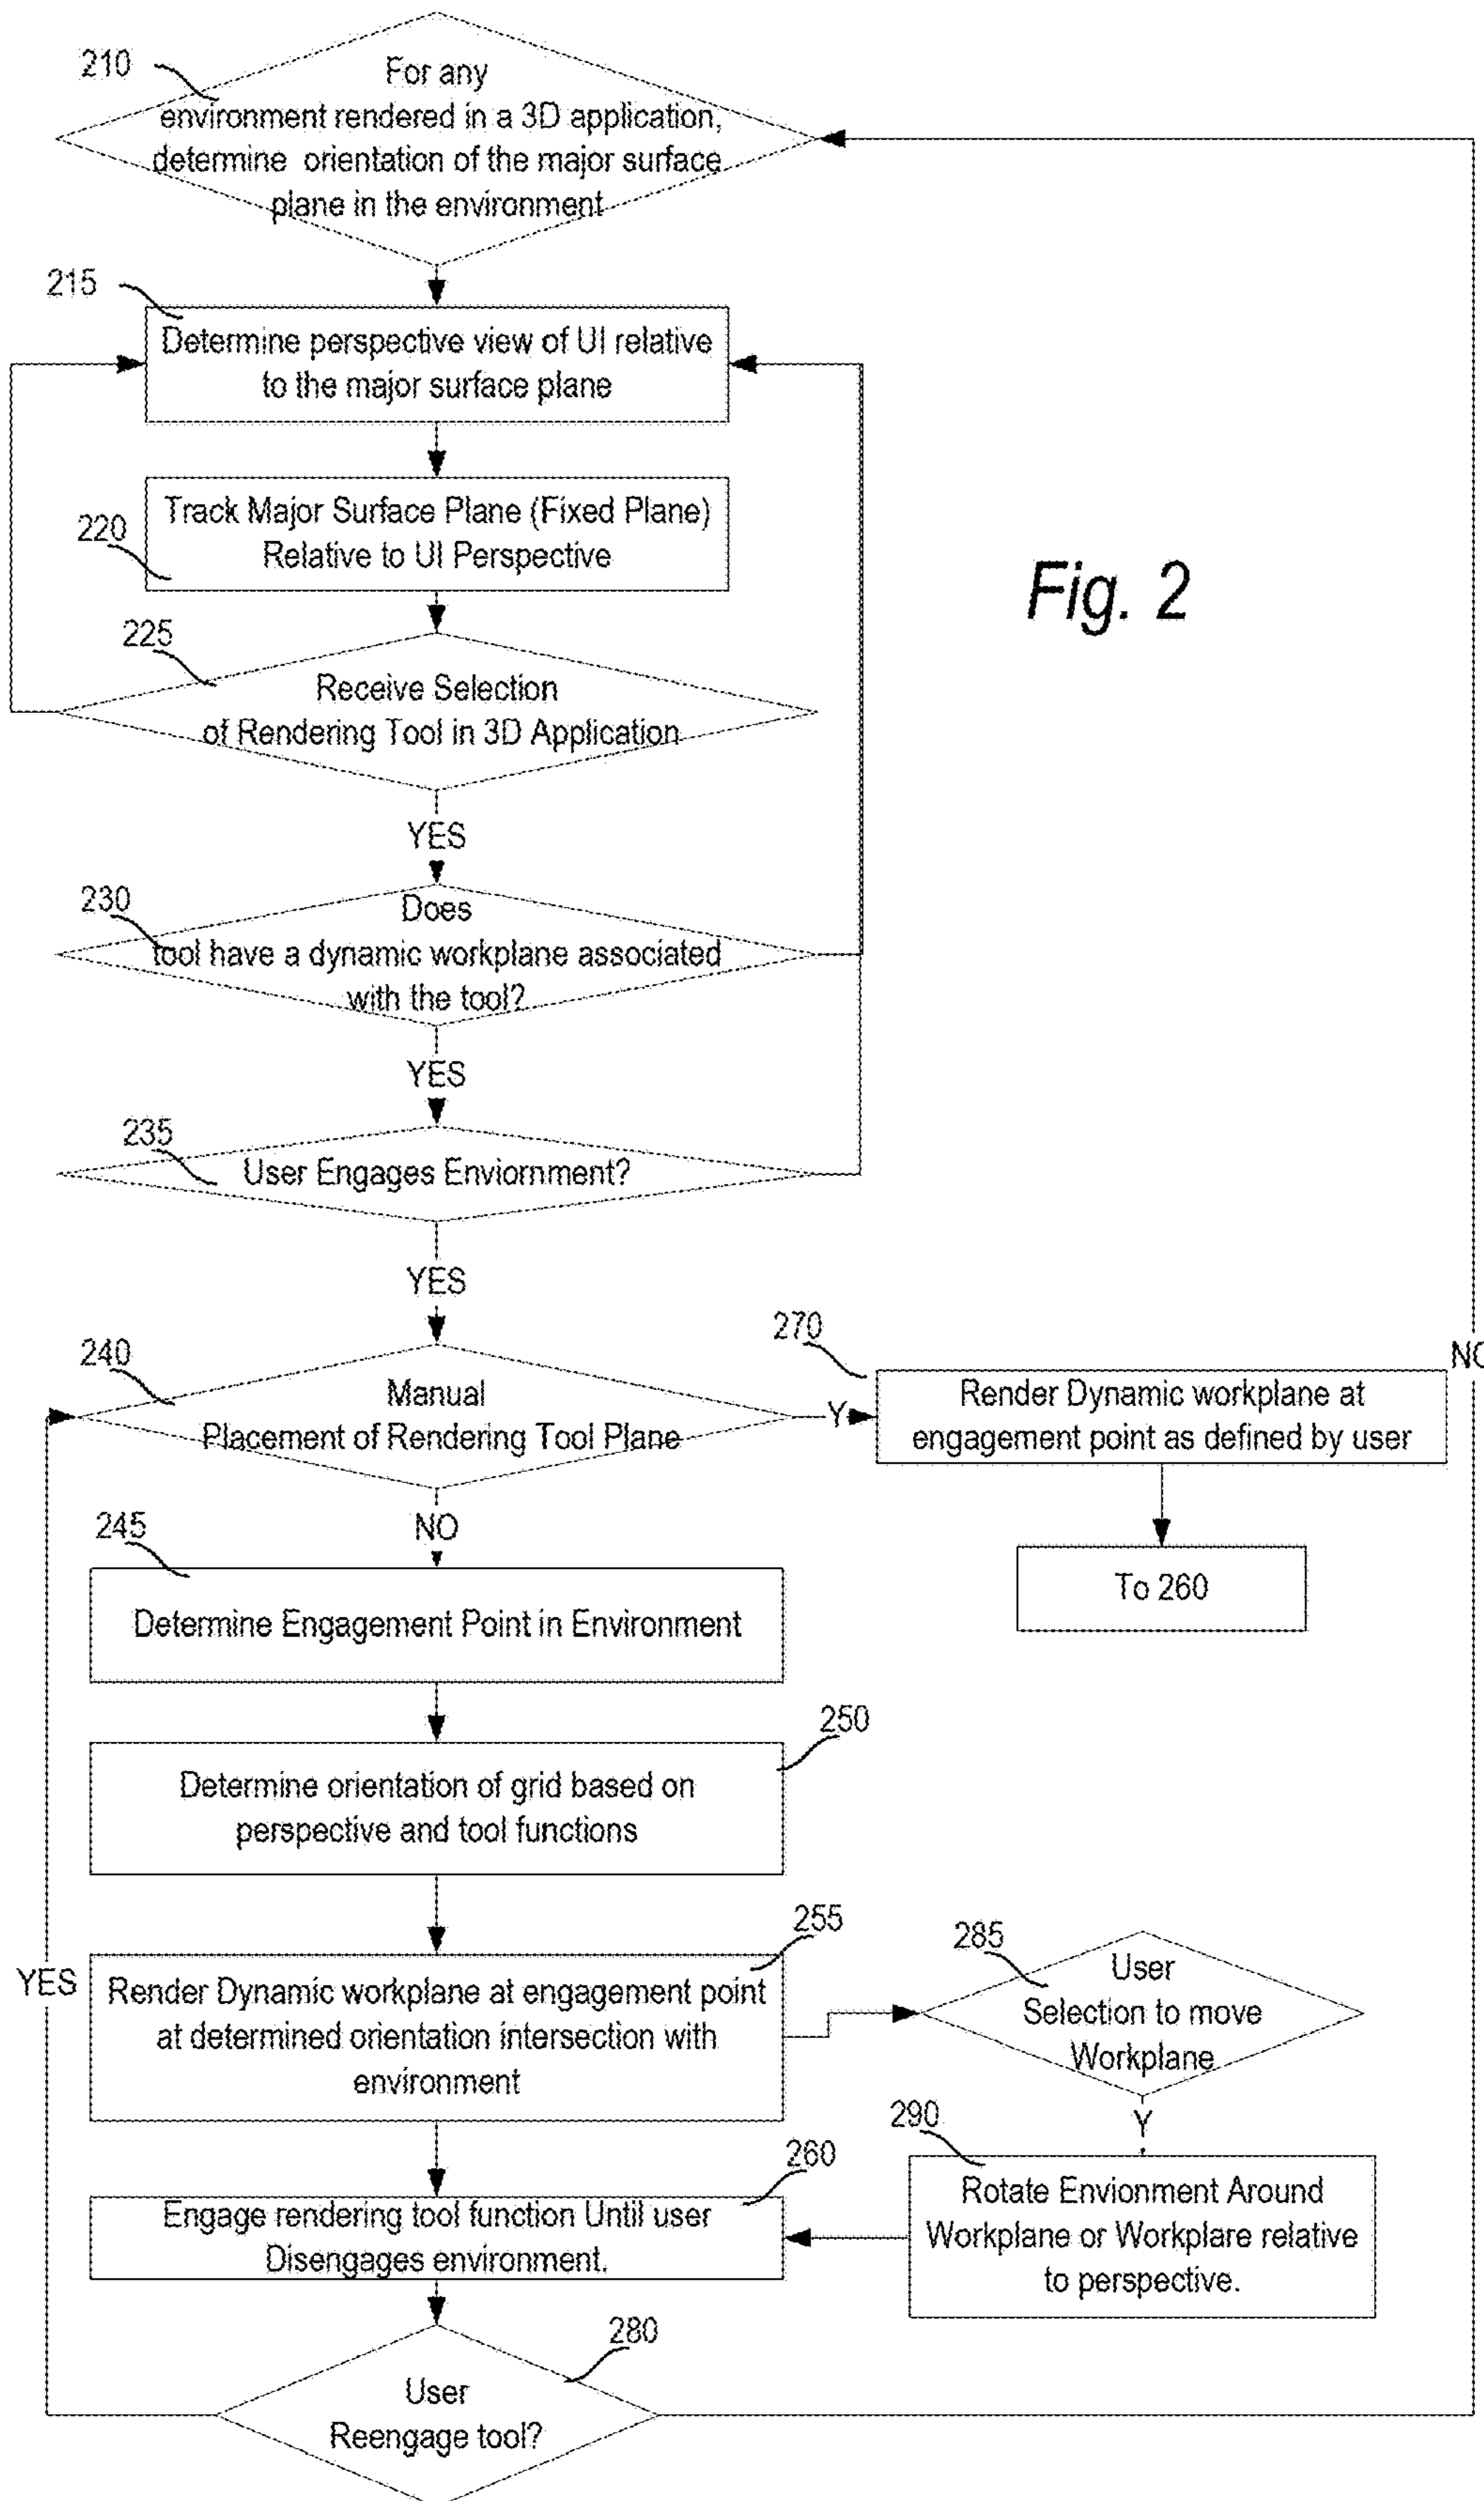 210
For any
environment rendered in a 3D application,
determine orientation of the major surface
plane in the environment
215
Determine perspective view of UI relative
to the major surface plane
220
Track Major Surface Plane (Fixed Plane)
Relative to UI Perspective
Fig. 2
225
Receive Selection
of Rendering Tool in 3D Application
YES
230
Does
tool have a dynamic workplane associated
with the tool?
YES
235
User Engages Enviornment?
YES
240
Manual
Placement of Rendering Tool Plane
Y
270
Render Dynamic workplane at
engagement point as defined by user
NO
To 260
NO
245
Determine Engagement Point in Environment
250
Determine orientation of grid based on
perspective and tool functions
255
Render Dynamic workplane at engagement point
at determined orientation intersection with
environment
YES
285
User
Selection to move
Workplane
Y
290
Rotate Envionment Around
Workplane or Workplare relative
to perspective.
260
Engage rendering tool function Until user
Disengages environment.
280
User
Reengage tool?